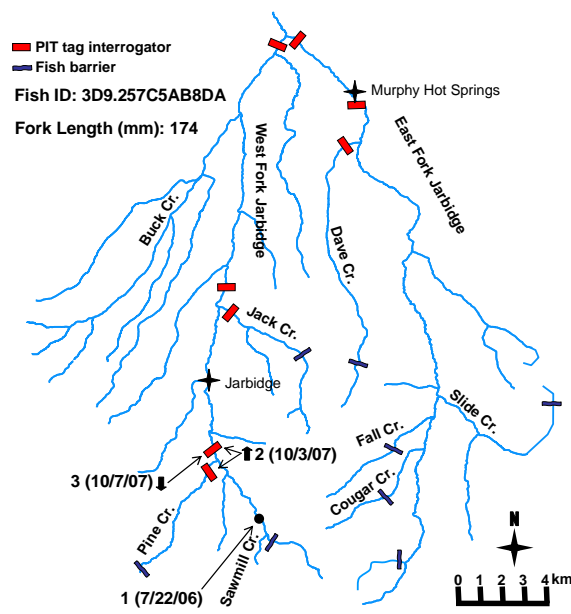 PIT tag interrogator
Fish barrier
Fish ID: 3D9.257C5AB8DA
Fork Length (mm): 174
Murphy Hot Springs
West Fork Jarbidge
East Fork Jarbidge
Buck Cr.
Dave Cr.
Jack Cr.
Jarbidge
Slide Cr.
Fall Cr.
Cougar Cr.
2 (10/3/07)
3 (10/7/07)
Pine Cr.
Sawmill Cr.
1 (7/22/06)
N
0 1 2 3 4 km